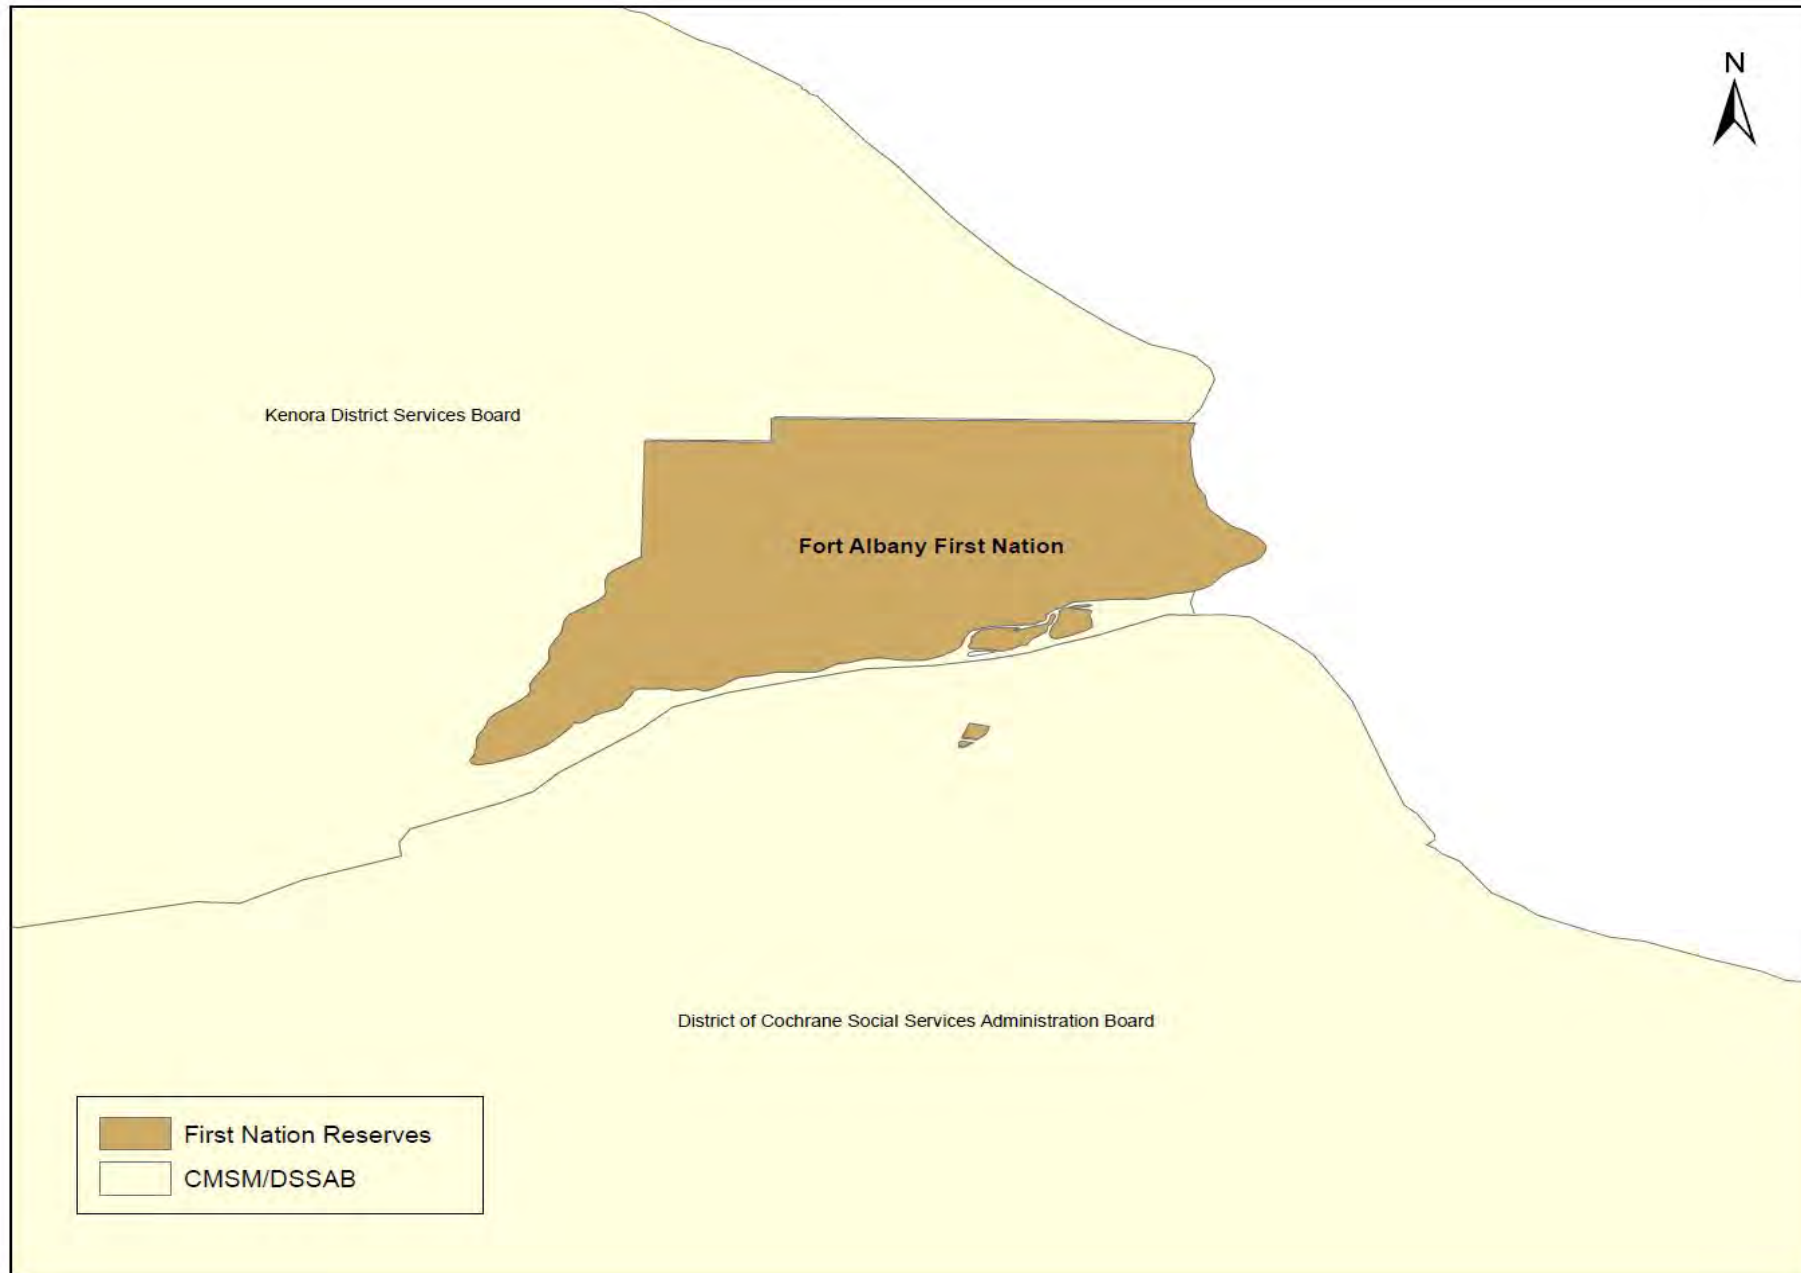 N
Kenora District Services Board
Fort Albany First Nation
District of Cochrane Social Services Administration Board
First Nation Reserves
CMSM/DSSAB